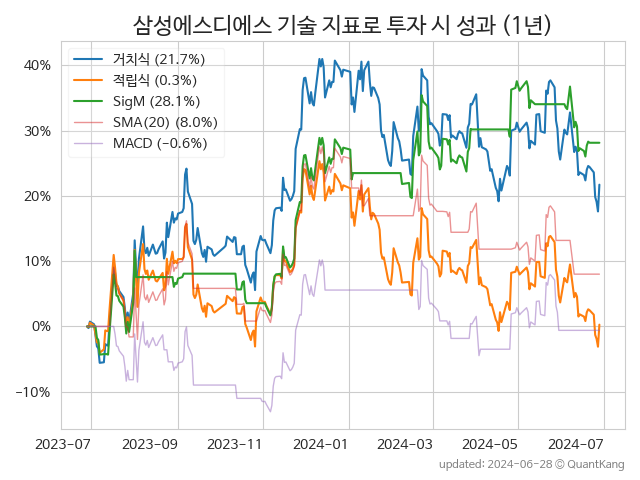 삼성에스디에스 기술 지표로 투자 시 성과 (1년)
거치식 (21.7%)
적립식 (0.3%)
SigM (28.1%)
SMA(20) (8.0%)
MACD (−0.6%)
40%
30%
20%
10%
0%
−10%
2023-07 2023-09 2023-11 2024-01 2024-03 2024-05 2024-07
updated: 2024-06-28 © QuantKang